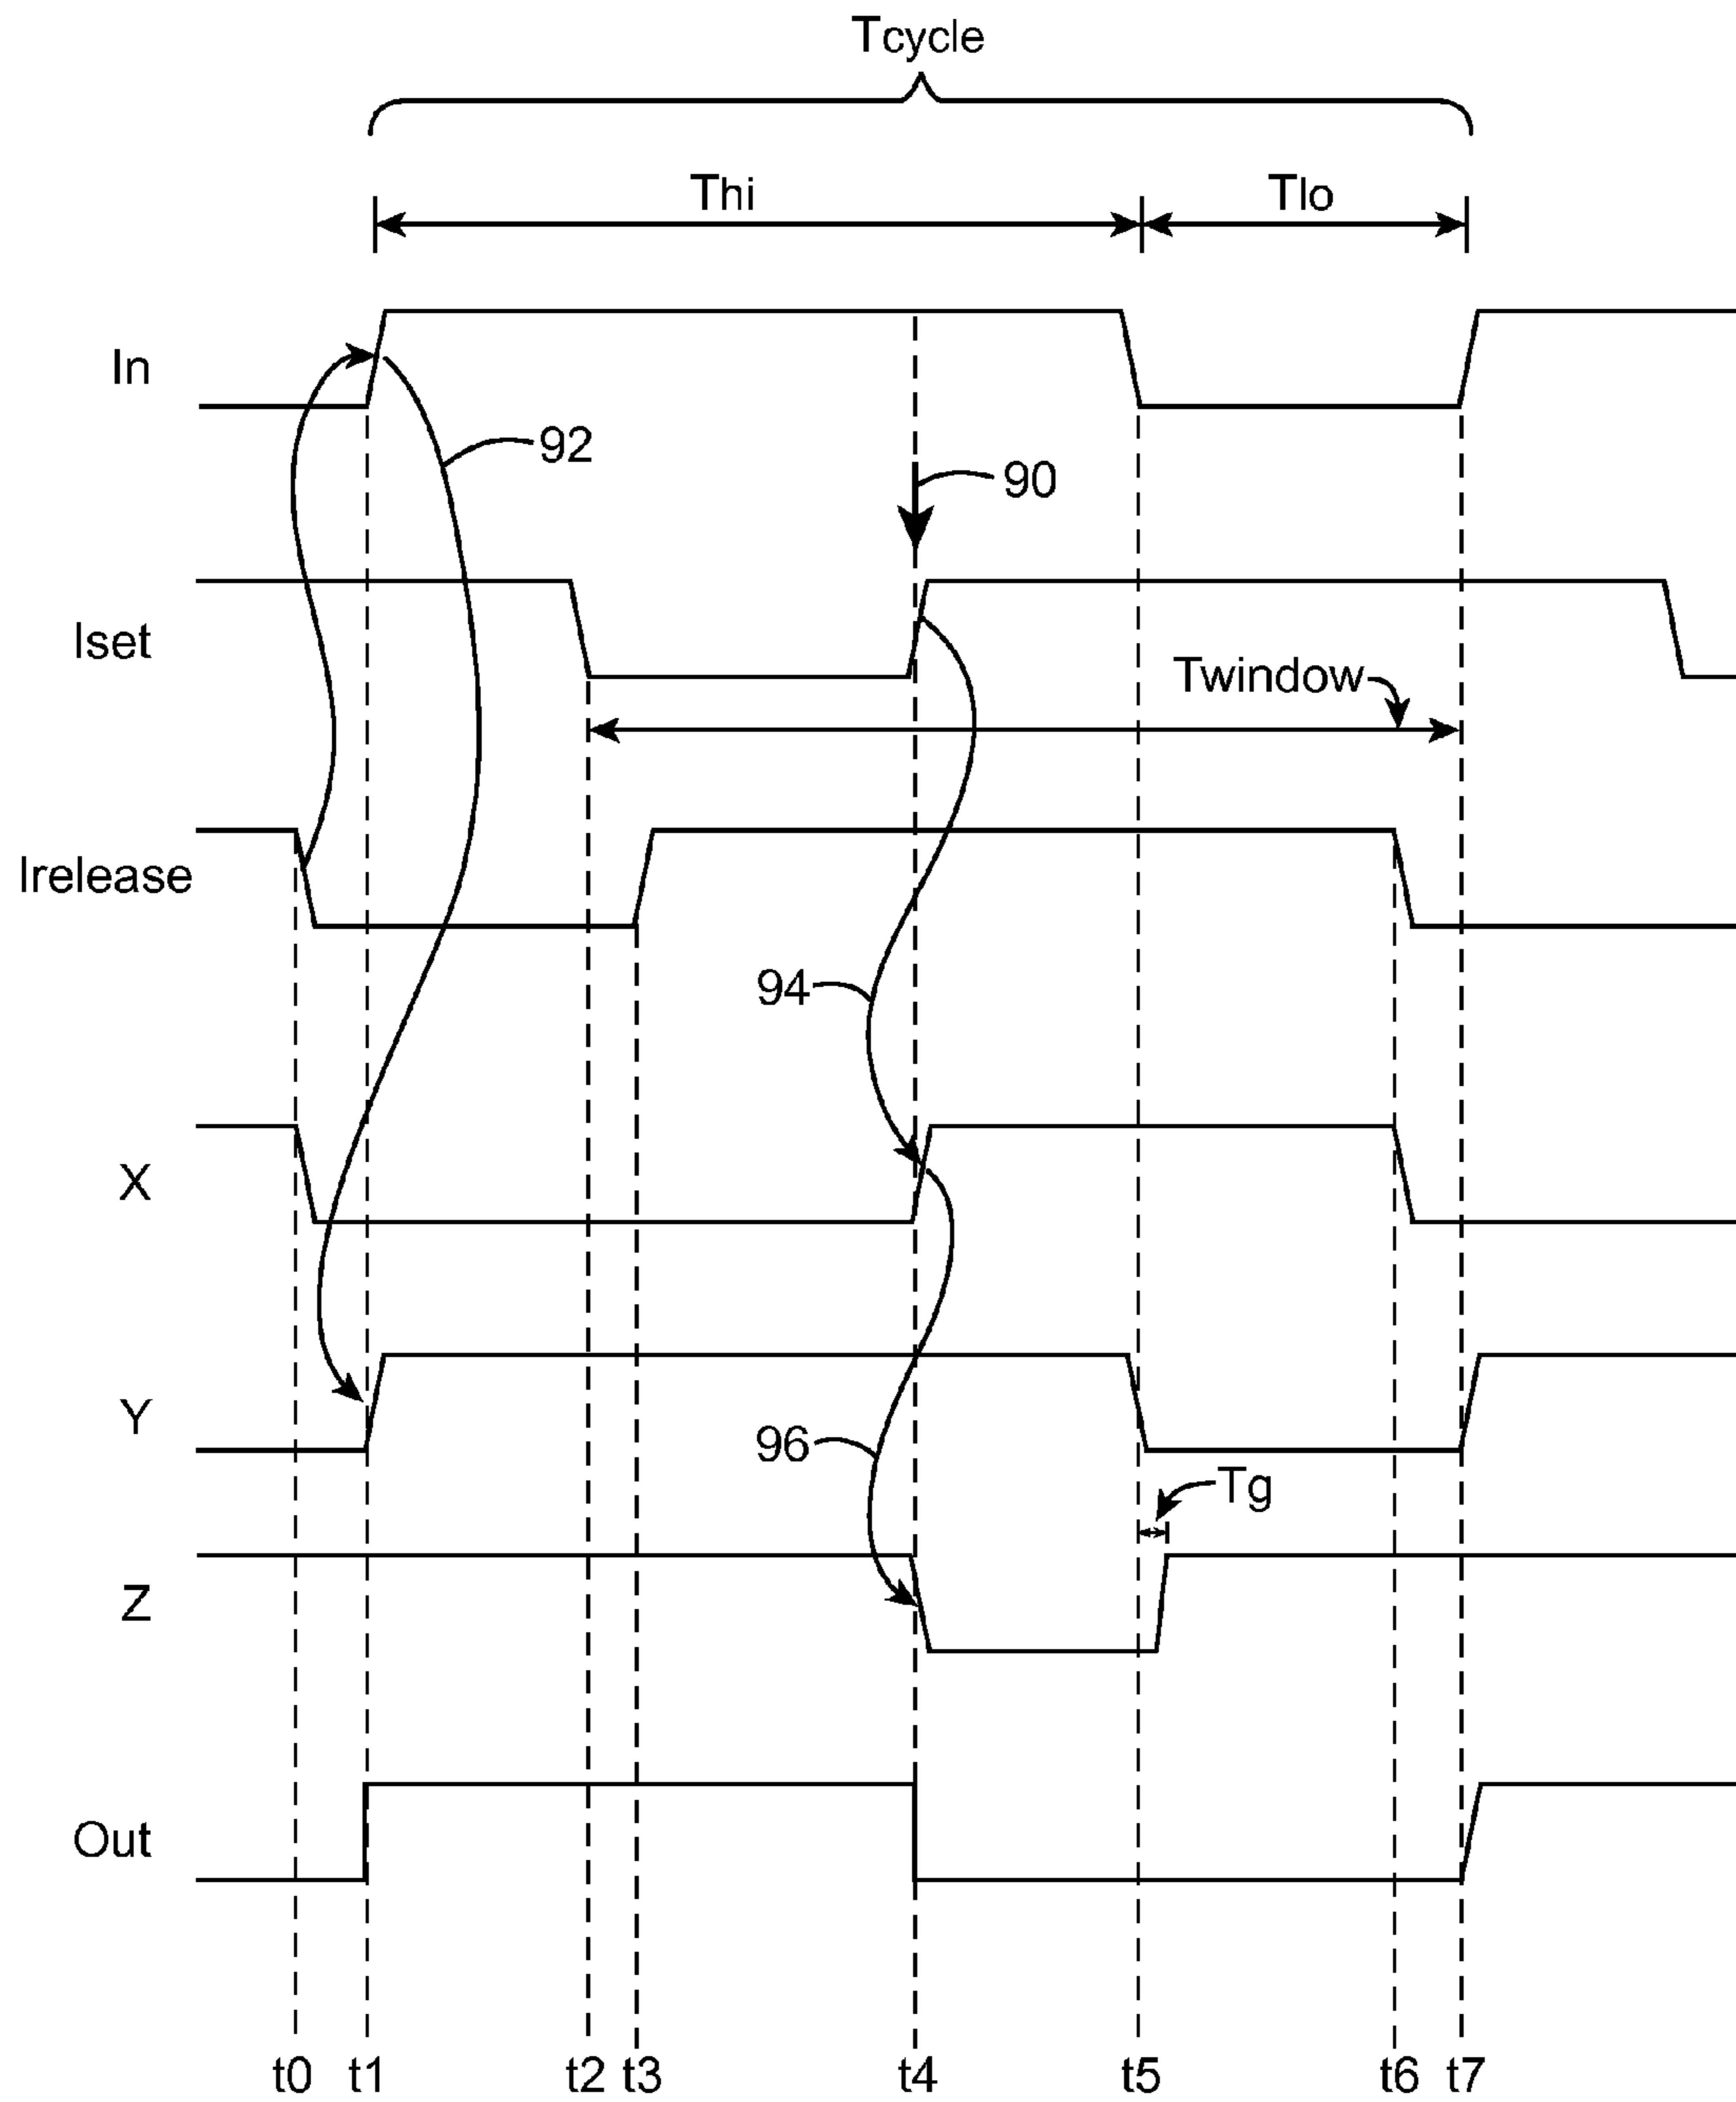 Tcycle
Thi
Tlo
In
92
90
Iset
Twindow
Irelease
94
X
Y
96
Tg
Z
Out
t0 t1 t2 t3 t4 t5 t6 t7